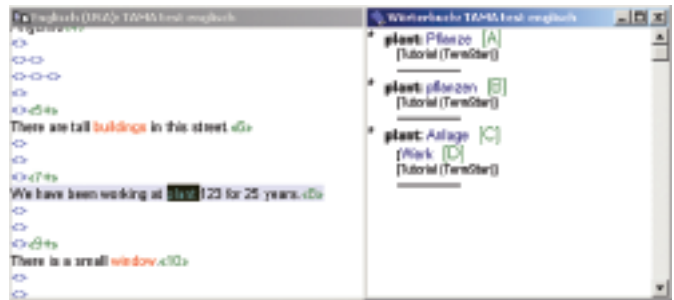 Englisch (USA): TAMA test-englisch
<>
<><>
<><><>
<>
<><5+>
There are tall buildings in this street.<6>
<>
<>
<><7+>
We have been working at plant 123 for 25 years.<8>
<>
<>
<><9+>
There is a small window.<10>
<>
<>
Wörterbuch: TAMA test-englisch
* plant: Pflanze [A]
[Tutorial (TermStar)]
* plant: pflanzen [B]
[Tutorial (TermStar)]
* plant: Anlage [C]
(Werk [D]
[Tutorial (TermStar)]